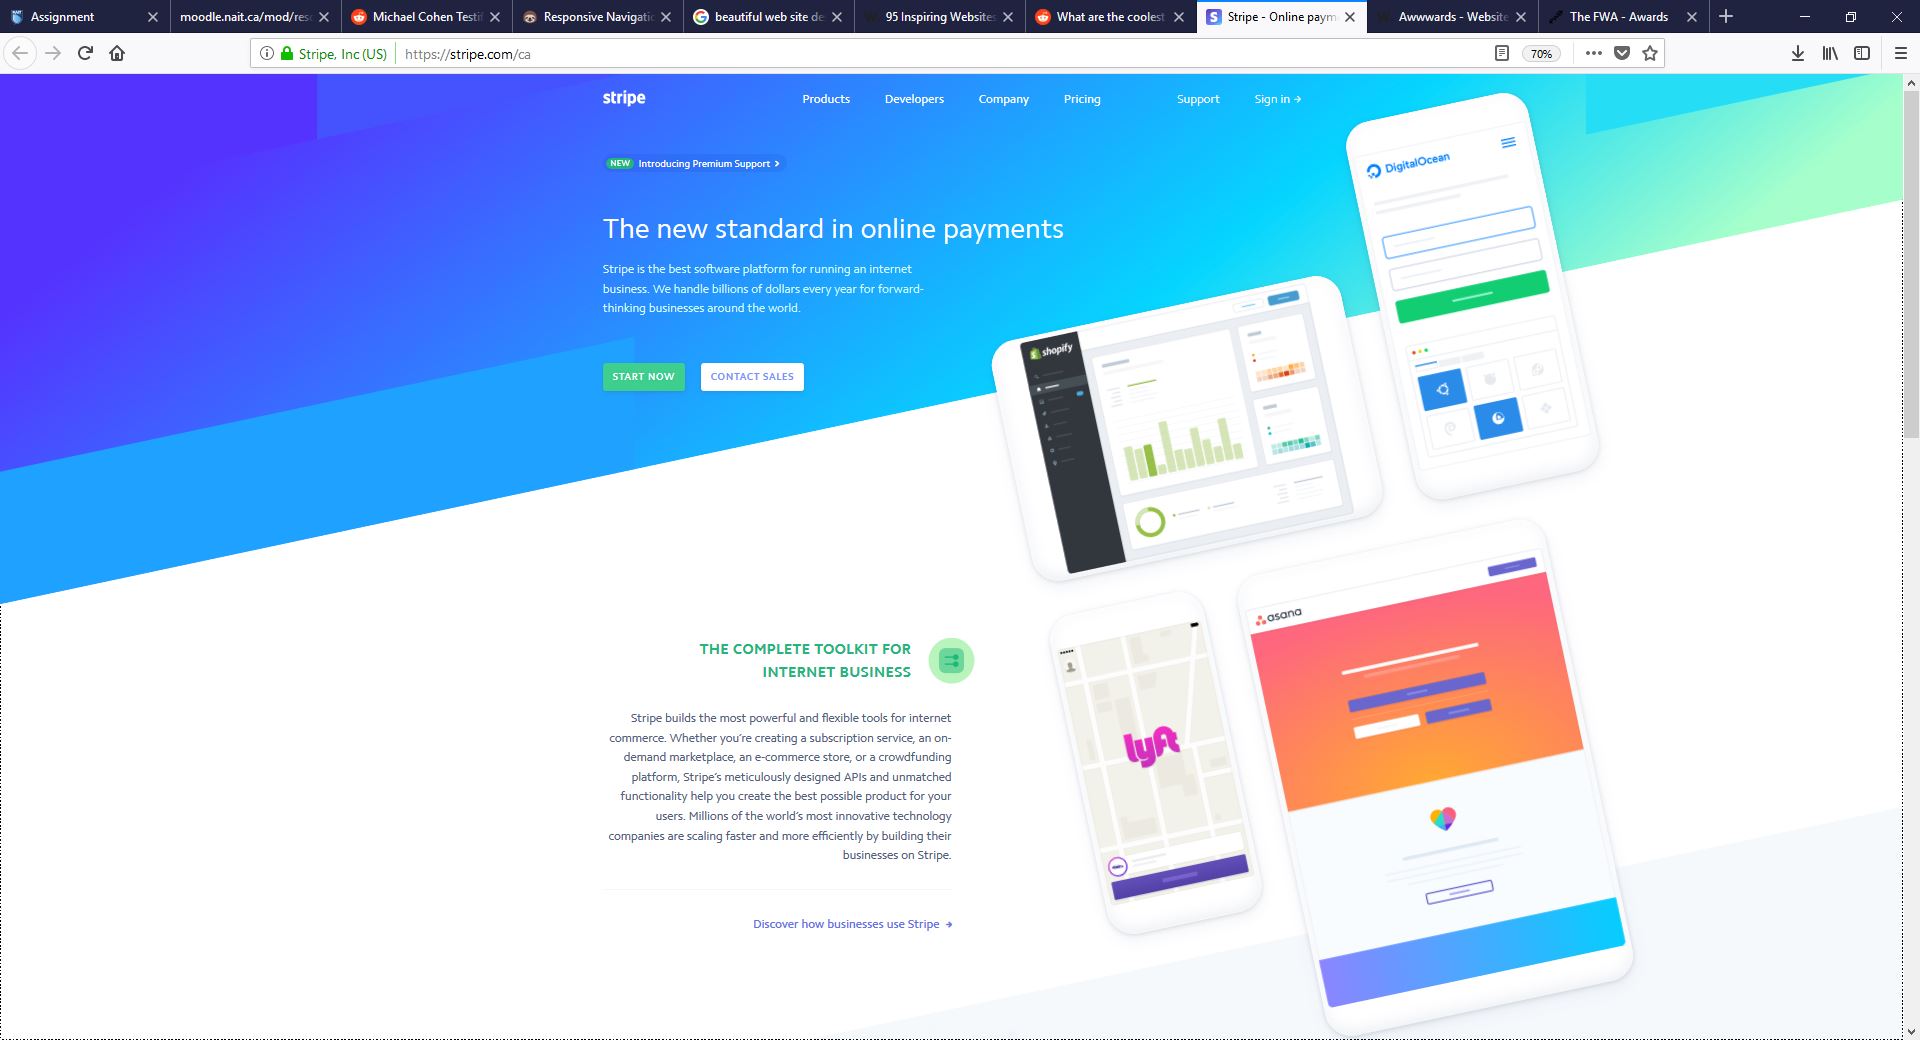 Assignment
moodle.nait.ca/mod/res
Michael Cohen Testif
Responsive Navigatio
beautiful web site de
95 Inspiring Websites
What are the coolest
Stripe - Online paym
Awwwards - Website
The FWA - Awards
Stripe, Inc (US)
https://stripe.com/ca
70%
stripe
Products
Developers
Company
Pricing
Support
Sign in →
NEW Introducing Premium Support >
The new standard in online payments
Stripe is the best software platform for running an internet
business. We handle billions of dollars every year for forward-
thinking businesses around the world.
START NOW
CONTACT SALES
DigitalOcean
shopify
THE COMPLETE TOOLKIT FOR
INTERNET BUSINESS
Stripe builds the most powerful and flexible tools for internet
commerce. Whether you’re creating a subscription service, an on-
demand marketplace, an e-commerce store, or a crowdfunding
platform, Stripe’s meticulously designed APIs and unmatched
functionality help you create the best possible product for your
users. Millions of the world’s most innovative technology
companies are scaling faster and more efficiently by building their
businesses on Stripe.
Discover how businesses use Stripe →
lyft
asana